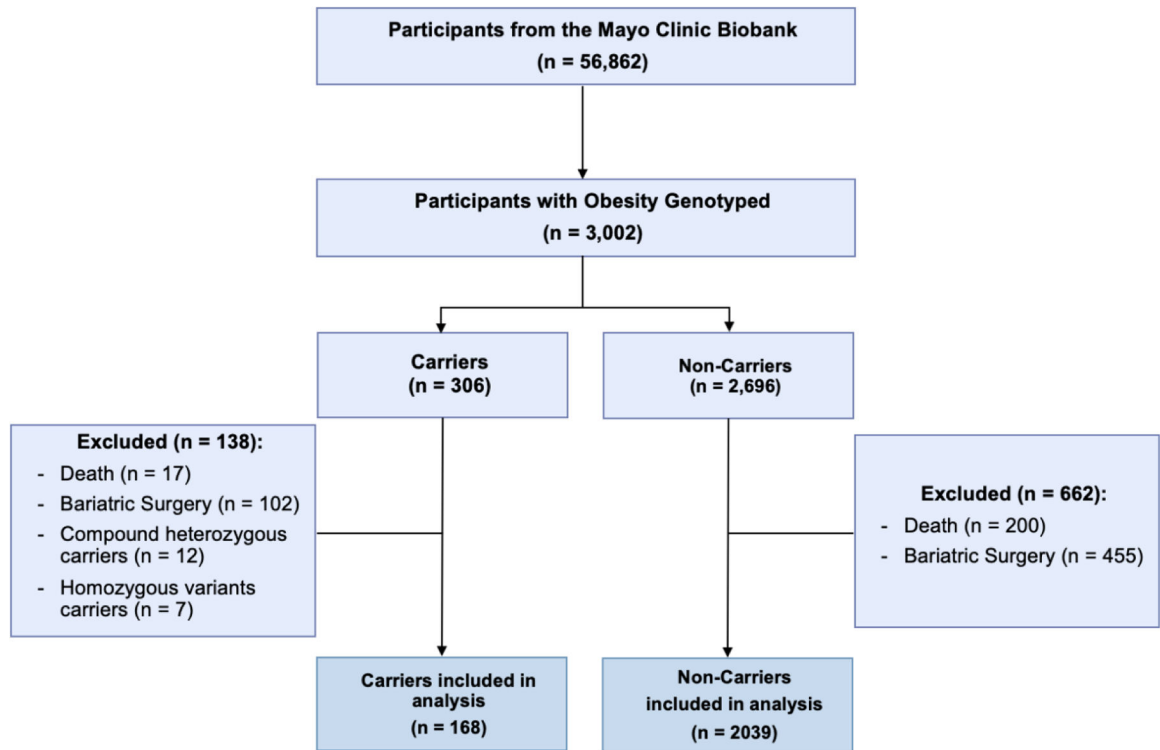 Participants from the Mayo Clinic Biobank
(n = 56,862)
Participants with Obesity Genotyped
(n = 3,002)
Carriers
(n = 306)
Non-Carriers
(n = 2,696)
Excluded (n = 138):
- Death (n = 17)
- Bariatric Surgery (n = 102)
- Compound heterozygous
carriers (n = 12)
- Homozygous variants
carriers (n = 7)
Excluded (n = 662):
- Death (n = 200)
- Bariatric Surgery (n = 455)
Carriers included in
analysis
(n = 168)
Non-Carriers
included in analysis
(n = 2039)